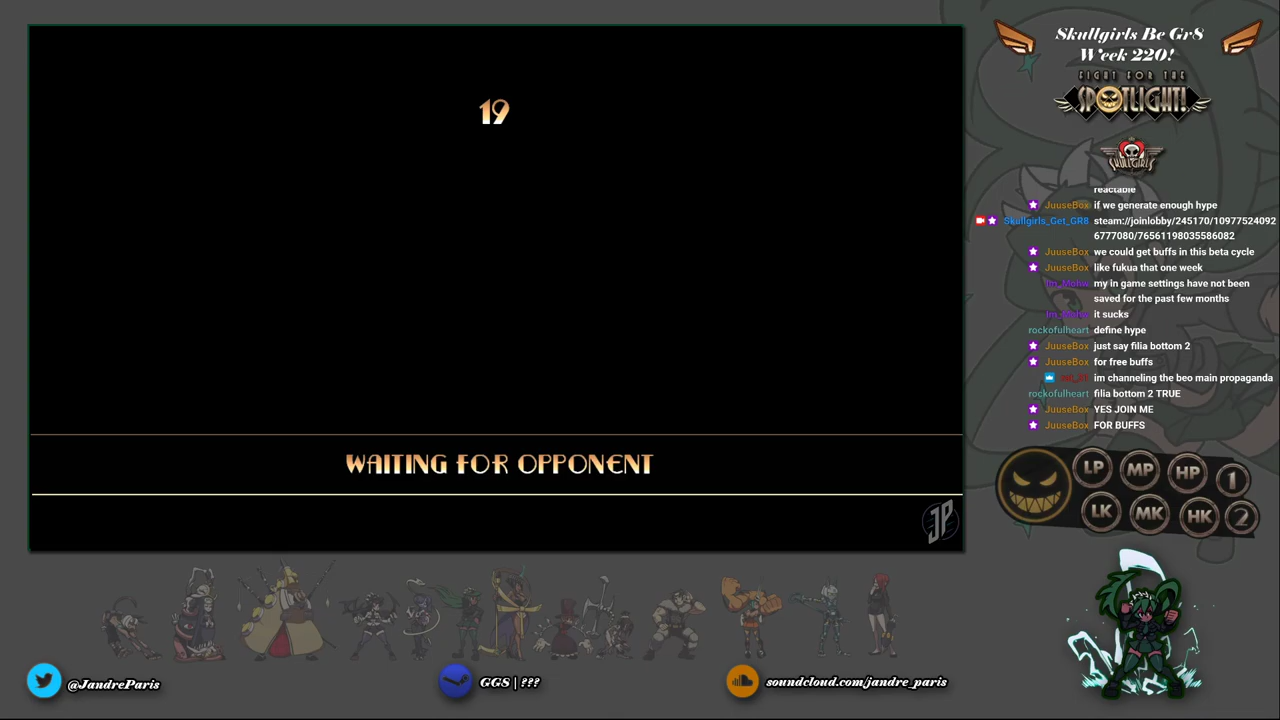 19
WAITING FOR OPPONENT
JP
Skullgirls Be Gr8
Week 220!
FIGHT FOR THE
SPOTLIGHT!
SKULLGIRLS
reactable
JuuseBox if we generate enough hype
Skullgirls_Get_GR8 steam://joinlobby/245170/10977524092
6777080/76561198035586082
JuuseBox we could get buffs in this beta cycle
JuuseBox like fukua that one week
my in game settings have not been
saved for the past few months
it sucks
rockofulheart define hype
JuuseBox just say filia bottom 2
JuuseBox for free buffs
im channeling the beo main propaganda
rockofulheart filia bottom 2 TRUE
JuuseBox YES JOIN ME
JuuseBox FOR BUFFS
LP MP HP 1
LK MK HK 2
@JandreParis
GGS | ???
soundcloud.com/jandre_paris